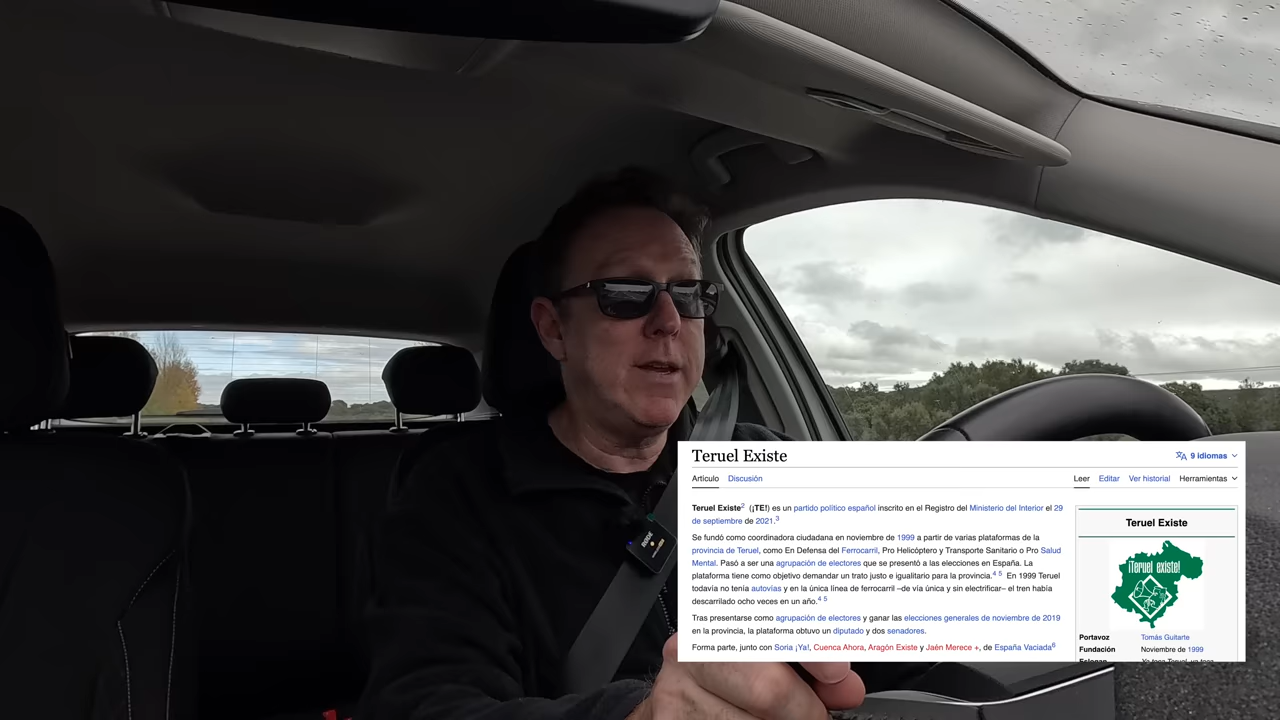 Teruel Existe
9 idiomas
Artículo Discusión
Leer Editar Ver historial Herramientas
Teruel Existe2 (¡TE!) es un partido político español inscrito en el Registro del Ministerio del Interior el 29
de septiembre de 2021.3
Se fundó como coordinadora ciudadana en noviembre de 1999 a partir de varias plataformas de la
provincia de Teruel, como En Defensa del Ferrocarril, Pro Helicóptero y Transporte Sanitario o Pro Salud
Mental. Pasó a ser una agrupación de electores que se presentó a las elecciones en España. La
plataforma tiene como objetivo demandar un trato justo e igualitario para la provincia.4 5 En 1999 Teruel
todavía no tenía autovías y en la única línea de ferrocarril –de vía única y sin electrificar– el tren había
descarrilado ocho veces en un año.4 5
Tras presentarse como agrupación de electores y ganar las elecciones generales de noviembre de 2019
en la provincia, la plataforma obtuvo un diputado y dos senadores.
Forma parte, junto con Soria ¡Ya!, Cuenca Ahora, Aragón Existe y Jaén Merece +, de España Vaciada6
Teruel Existe
¡Teruel existe!
Portavoz Tomás Guitarte
Fundación Noviembre de 1999
RODE